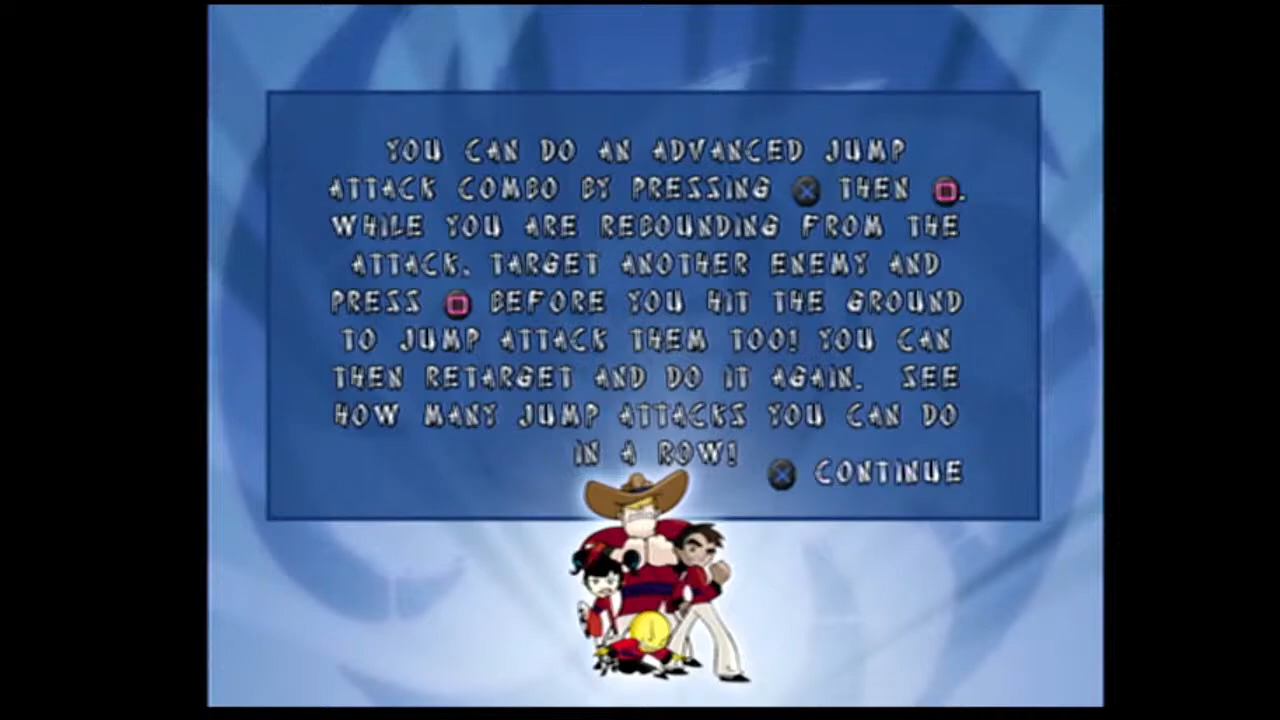 YOU CAN DO AN ADVANCED JUMP
ATTACK COMBO BY PRESSING THEN .
WHILE YOU ARE REBOUNDING FROM THE
ATTACK, TARGET ANOTHER ENEMY AND
PRESS BEFORE YOU HIT THE GROUND
TO JUMP ATTACK THEM TOO! YOU CAN
THEN RETARGET AND DO IT AGAIN. SEE
HOW MANY JUMP ATTACKS YOU CAN DO
IN A ROW!
CONTINUE